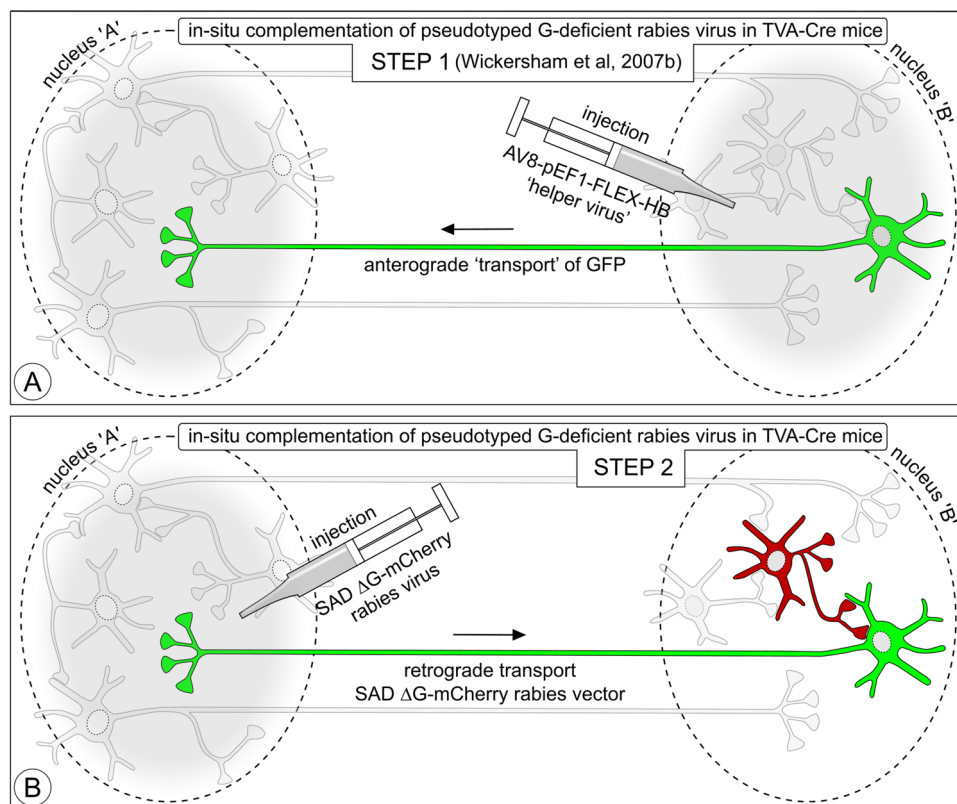 in-situ complementation of pseudotyped G-deficient rabies virus in TVA-Cre mice
STEP 1 (Wickersham et al, 2007b)
nucleus 'A'
nucleus 'B'
injection
AV8-pEF1-FLEX-HB
'helper virus'
anterograde 'transport' of GFP
A
in-situ complementation of pseudotyped G-deficient rabies virus in TVA-Cre mice
STEP 2
nucleus 'A'
nucleus 'B'
injection
SAD ΔG-mCherry
rabies virus
retrograde transport
SAD ΔG-mCherry rabies vector
B